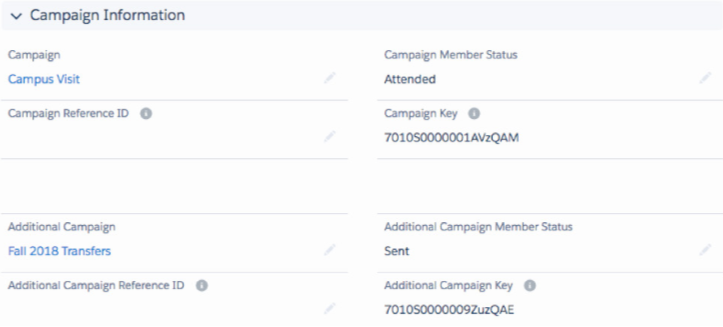 Campaign Information
Campaign
Campaign Member Status
Campus Visit
Attended
Campaign Reference ID
Campaign Key
7010S0000001AVzQAM
Additional Campaign
Additional Campaign Member Status
Fall 2018 Transfers
Sent
Additional Campaign Reference ID
Additional Campaign Key
7010S0000009ZuzQAE